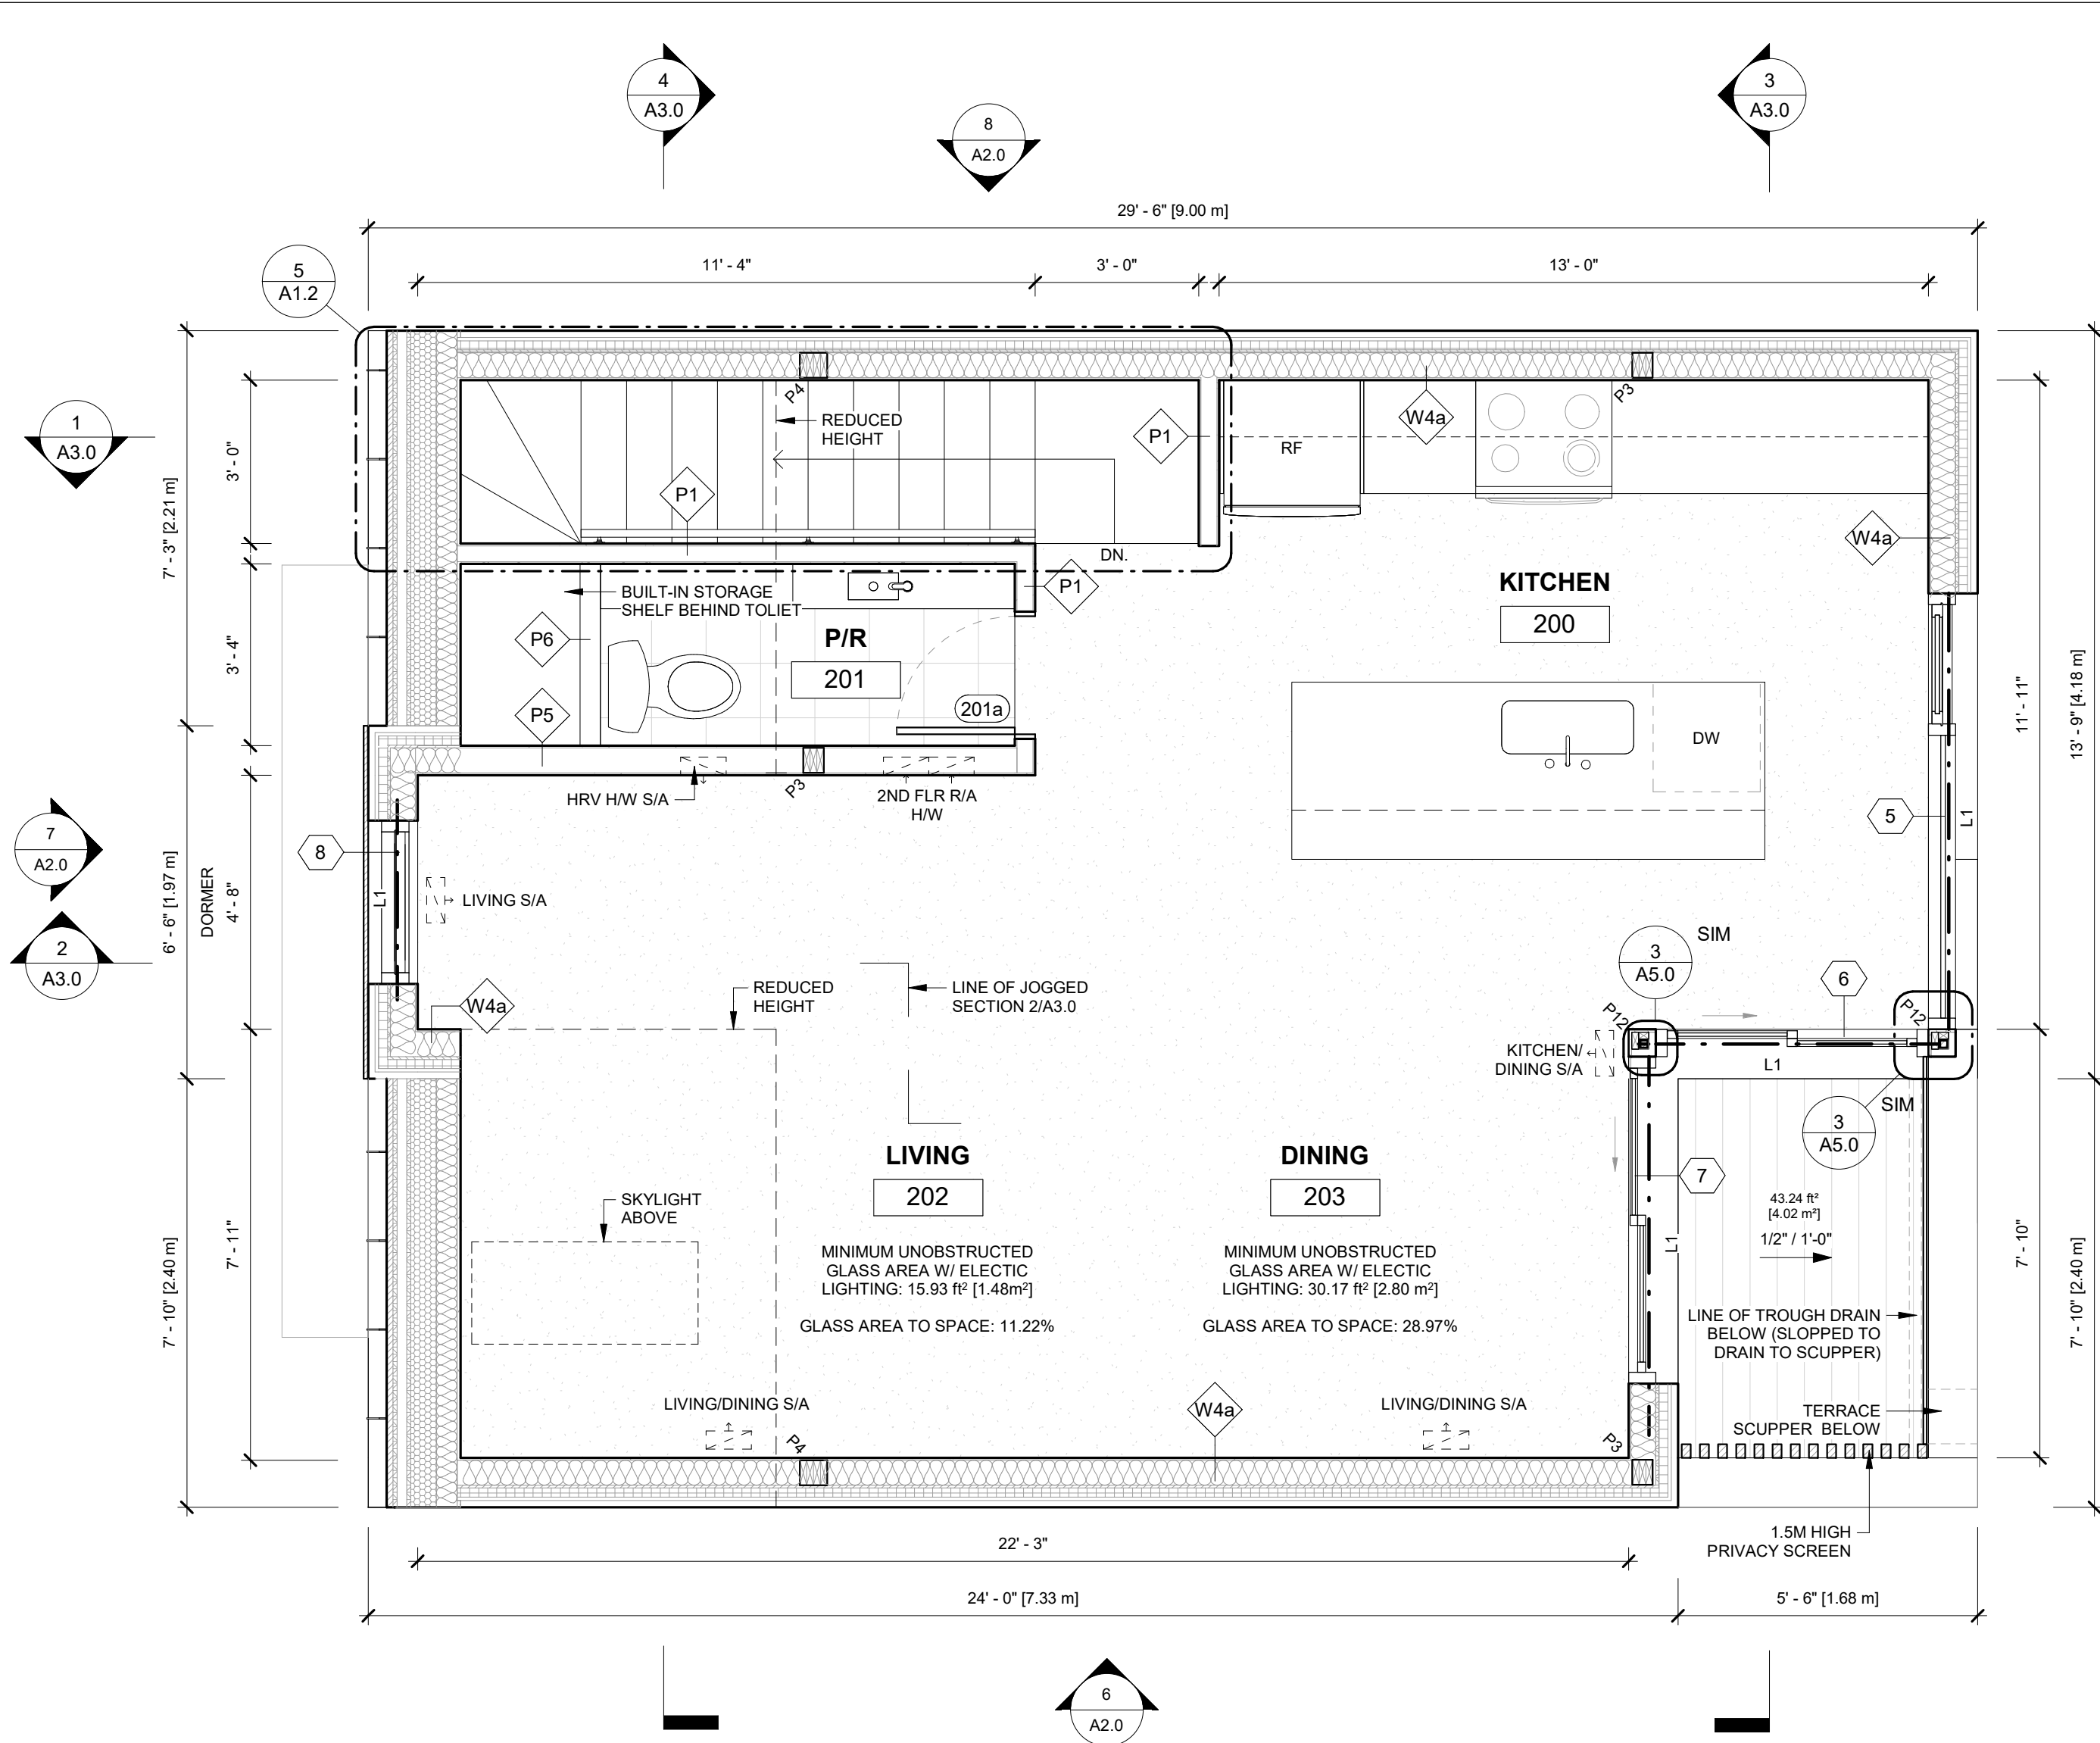 4
A3.0
8
A2.0
3
A3.0
29' - 6" [9.00 m]
5
A1.2
11' - 4"
3' - 0"
13' - 0"
1
A3.0
7' - 3" [2.21 m]
3' - 0"
P4
REDUCED
HEIGHT
P1
P1
RF
W4a
P3
W4a
DN.
P1
BUILT-IN STORAGE
SHELF BEHIND TOLIET
3' - 4"
P6
P5
P/R
201
201a
KITCHEN
200
DW
11' - 11"
13' - 9" [4.18 m]
HRV H/W S/A
P3
2ND FLR R/A
H/W
7
A2.0
2
A3.0
6' - 6" [1.97 m]
DORMER
4' - 8"
8
L1
LIVING S/A
W4a
REDUCED
HEIGHT
LINE OF JOGGED
SECTION 2/A3.0
5
L1
3
A5.0
SIM
6
P12
P12
KITCHEN/
DINING S/A
L1
SIM
3
A5.0
7
L1
LIVING
202
DINING
203
SKYLIGHT
ABOVE
MINIMUM UNOBSTRUCTED
GLASS AREA W/ ELECTIC
LIGHTING: 15.93 ft² [1.48m²]
GLASS AREA TO SPACE: 11.22%
MINIMUM UNOBSTRUCTED
GLASS AREA W/ ELECTIC
LIGHTING: 30.17 ft² [2.80 m²]
GLASS AREA TO SPACE: 28.97%
43.24 ft²
[4.02 m²]
1/2" / 1'-0"
LINE OF TROUGH DRAIN
BELOW (SLOPPED TO
DRAIN TO SCUPPER)
TERRACE
SCUPPER BELOW
7' - 10" [2.40 m]
7' - 11"
7' - 10"
7' - 10" [2.40 m]
LIVING/DINING S/A
P4
W4a
LIVING/DINING S/A
P3
1.5M HIGH
PRIVACY SCREEN
22' - 3"
24' - 0" [7.33 m]
5' - 6" [1.68 m]
6
A2.0